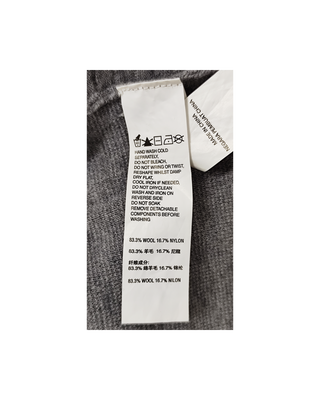 HAND WASH COLD
SEPARATELY.
DO NOT BLEACH.
DO NOT WRING OR TWIST,
RESHAPE WHILST DAMP
DRY FLAT.
COOL IRON IF NEEDED.
DO NOT DRYCLEAN
WASH AND IRON ON
REVERSE SIDE
DO NOT SOAK
REMOVE DETACHABLE
COMPONENTS BEFORE
WASHING
83.3% WOOL 16.7% NYLON
83.3% 羊毛 16.7% 尼龍
纤维成分:
83.3% 绵羊毛 16.7% 锦纶
83.3% WOOL 16.7% NILON
MADE IN CHINA
NEGARA PEMBUAT CHINA